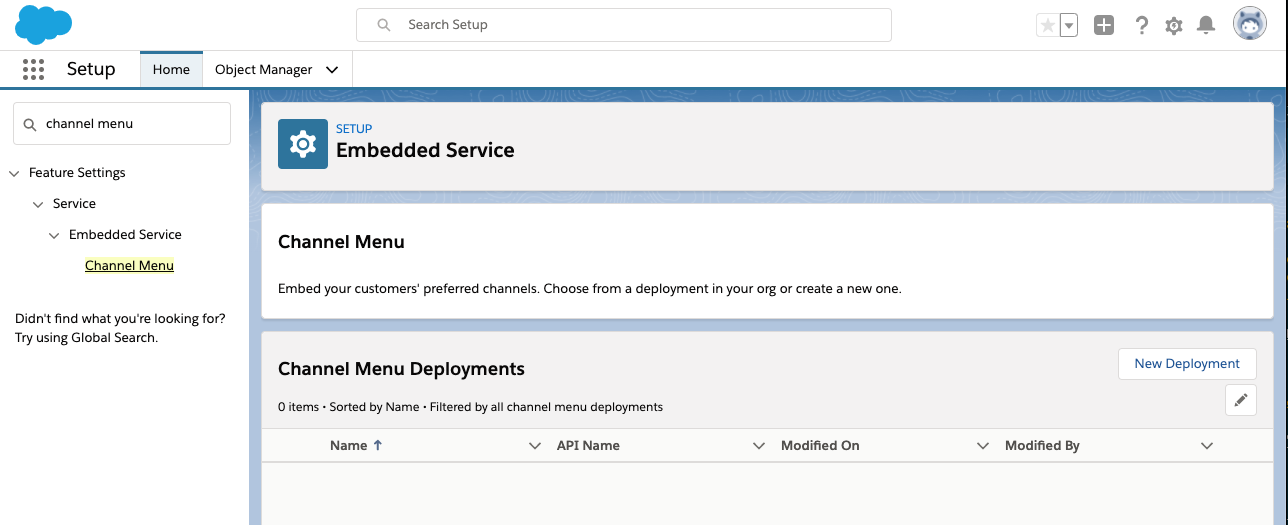 Search Setup
Setup
Home
Object Manager
channel menu
Feature Settings
Service
Embedded Service
Channel Menu
Didn't find what you're looking for?
Try using Global Search.
SETUP
Embedded Service
Channel Menu
Embed your customers' preferred channels. Choose from a deployment in your org or create a new one.
Channel Menu Deployments
New Deployment
0 items • Sorted by Name • Filtered by all channel menu deployments
Name ↑
API Name
Modified On
Modified By